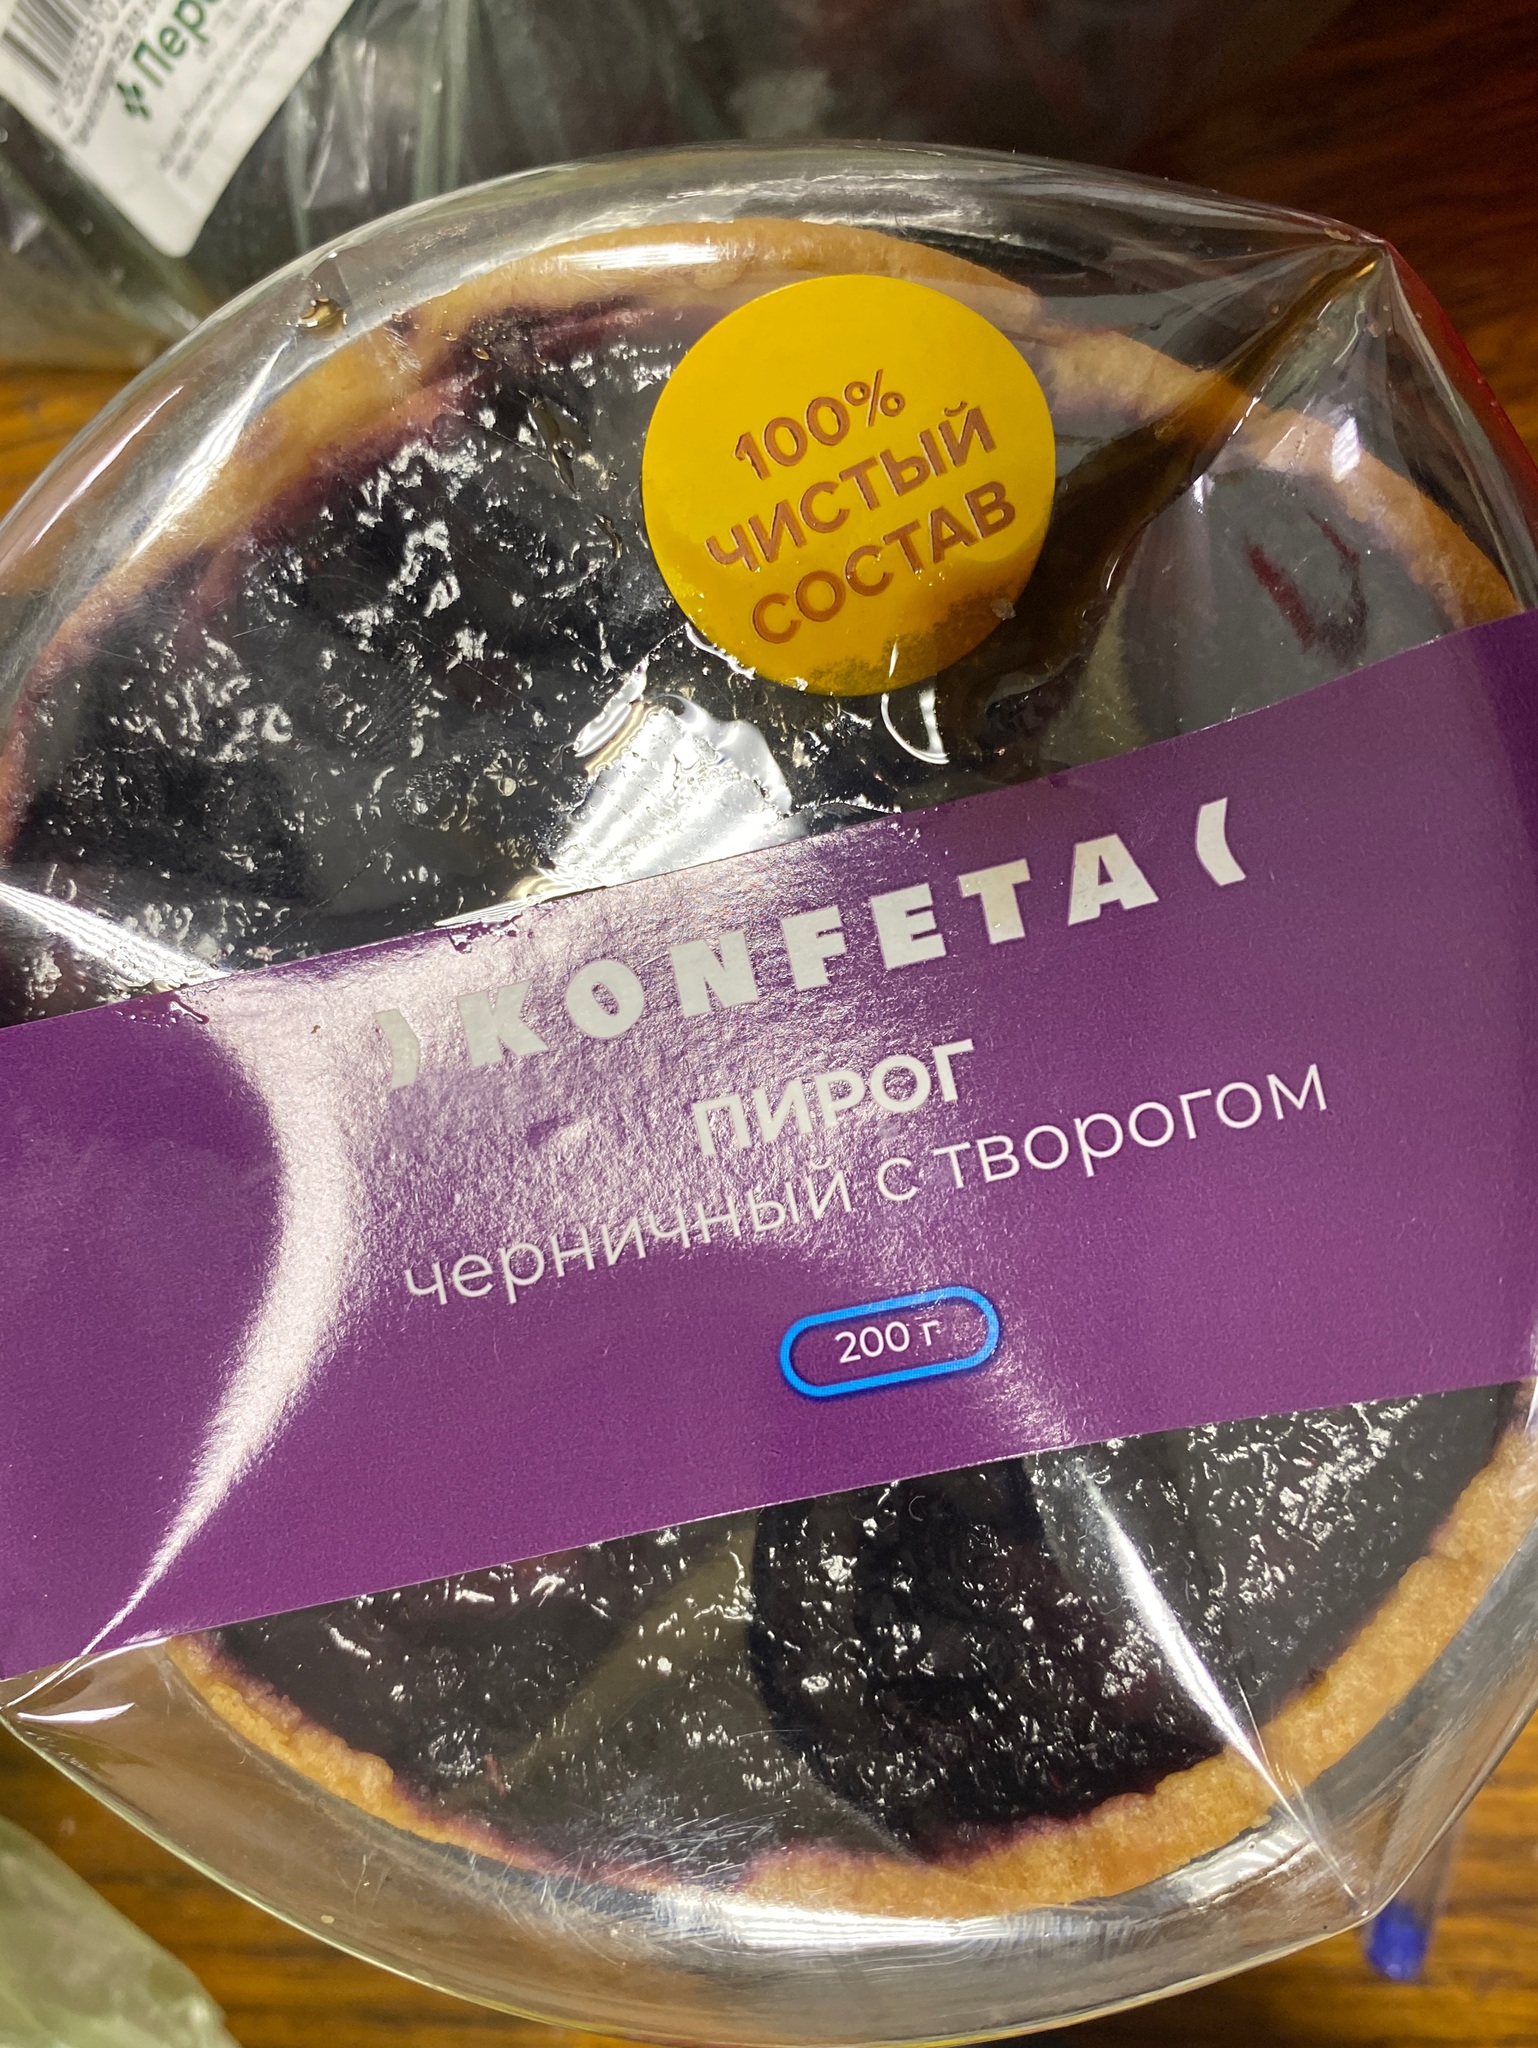 100%
ЧИСТЫЙ
СОСТАВ
KONFETA
ПИРОГ
черничный с творогом
200 г